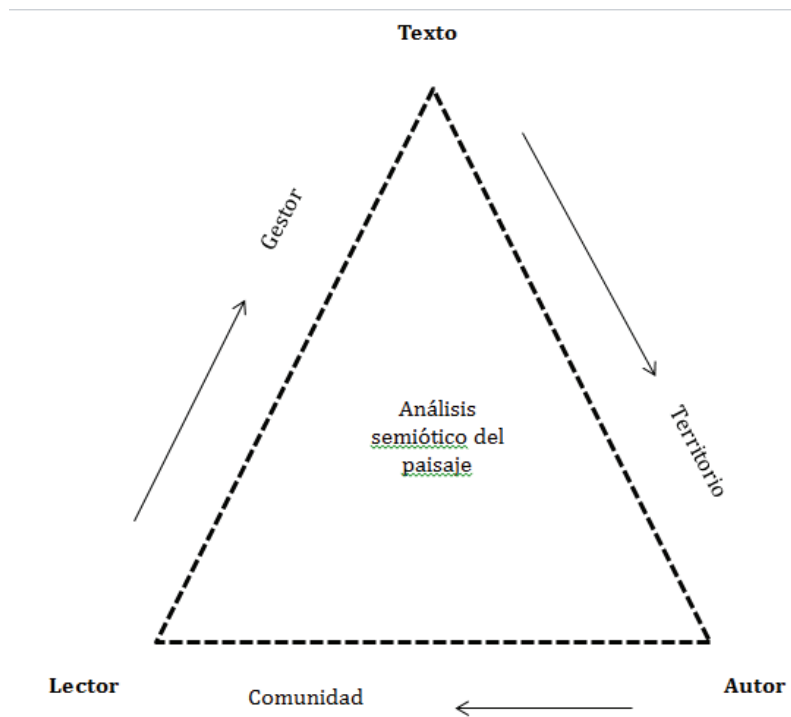 Texto
Gestor
Territorio
Análisis
semiótico del
paisaje
Lector
Comunidad
Autor